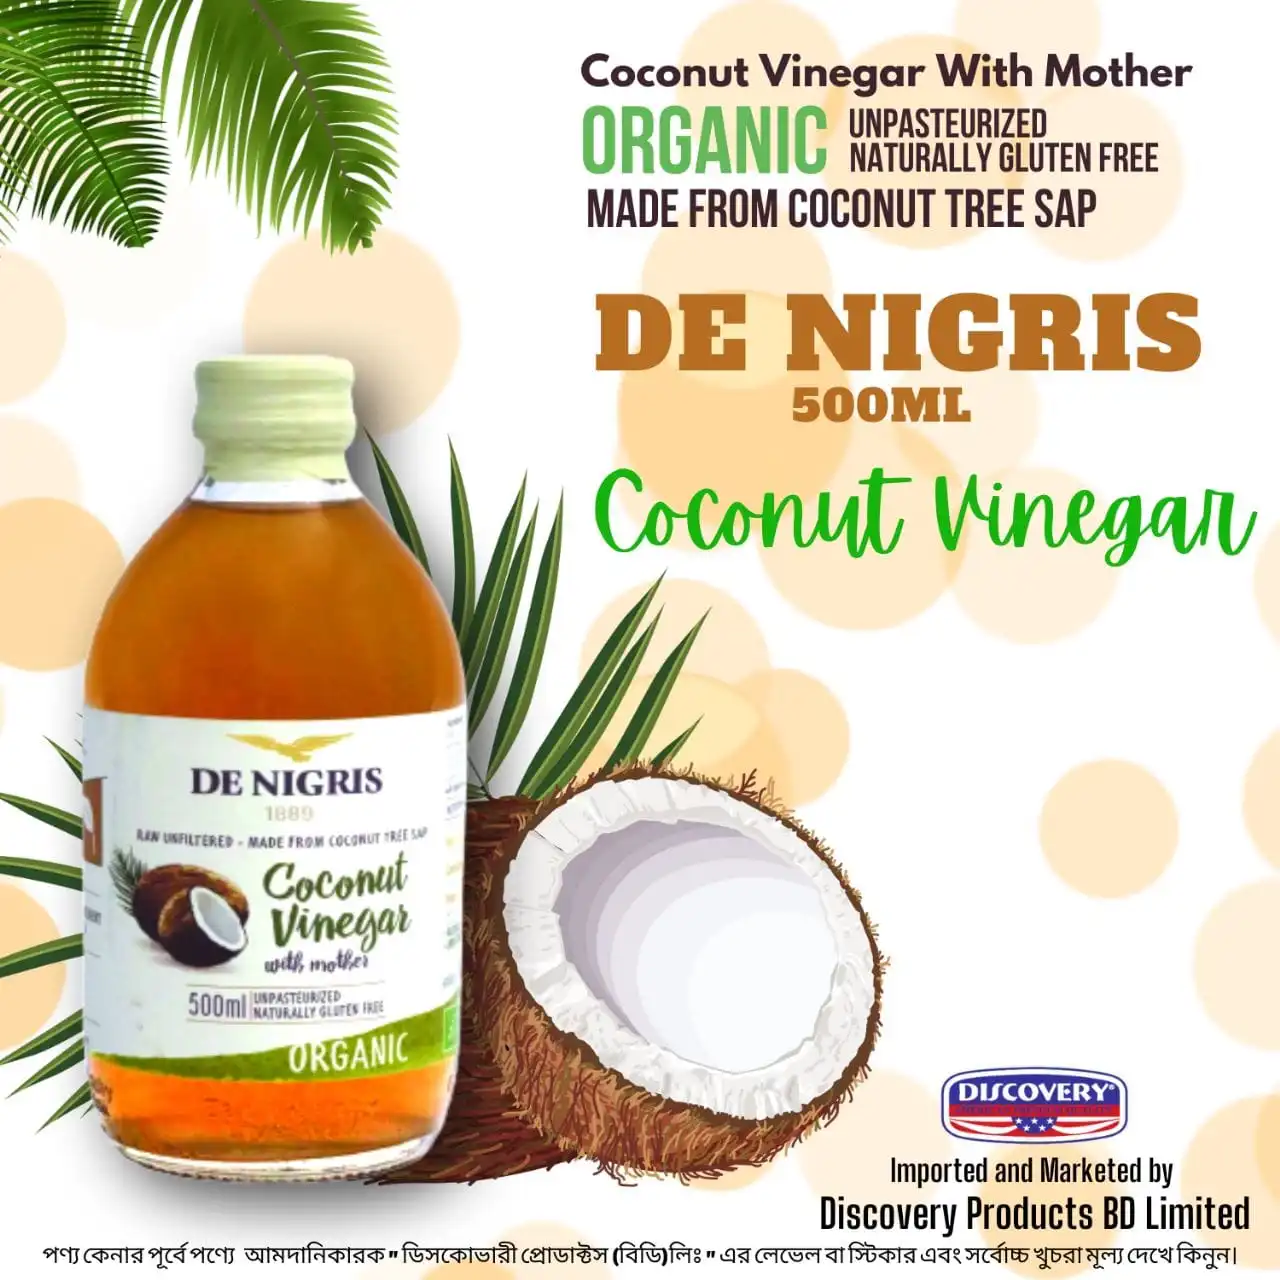 Coconut Vinegar With Mother
ORGANIC
UNPASTEURIZED
NATURALLY GLUTEN FREE
MADE FROM COCONUT TREE SAP
DE NIGRIS
500ML
Coconut Vinegar
DE NIGRIS
1889
RAW UNFILTERED - MADE FROM COCONUT TREE SAP
Coconut
Vinegar
with mother
500ml
UNPASTEURIZED
NATURALLY GLUTEN FREE
ORGANIC
DISCOVERY®
Imported and Marketed by
Discovery Products BD Limited
পণ্য কেনার পূর্বে পণ্যে আমদানিকারক " ডিসকোভারী প্রোডাক্টস (বিডি)লিঃ " এর লেভেল বা স্টিকার এবং সর্বোচ্চ খুচরা মূল্য দেখে কিনুন।